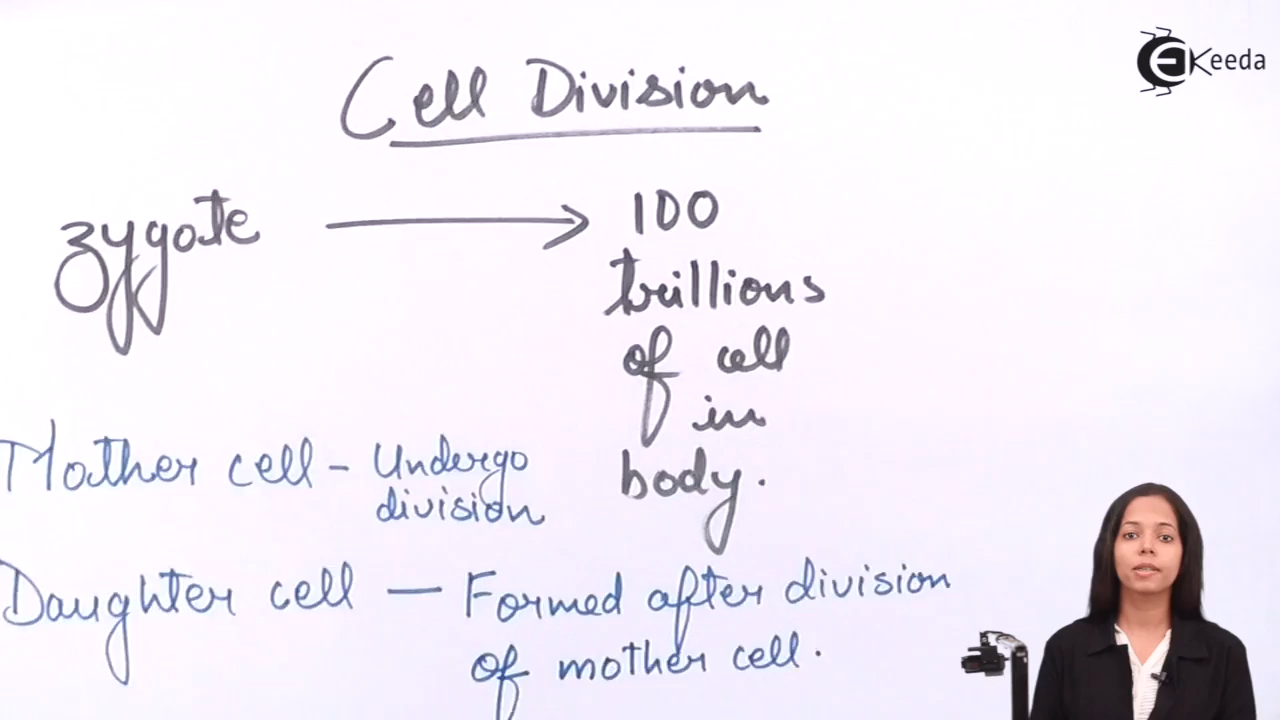 EKeeda
Cell Division
zygote → 100
trillions
of cell
in
body.
Mother cell - Undergo
division
Daughter cell — Formed after division
of mother cell.